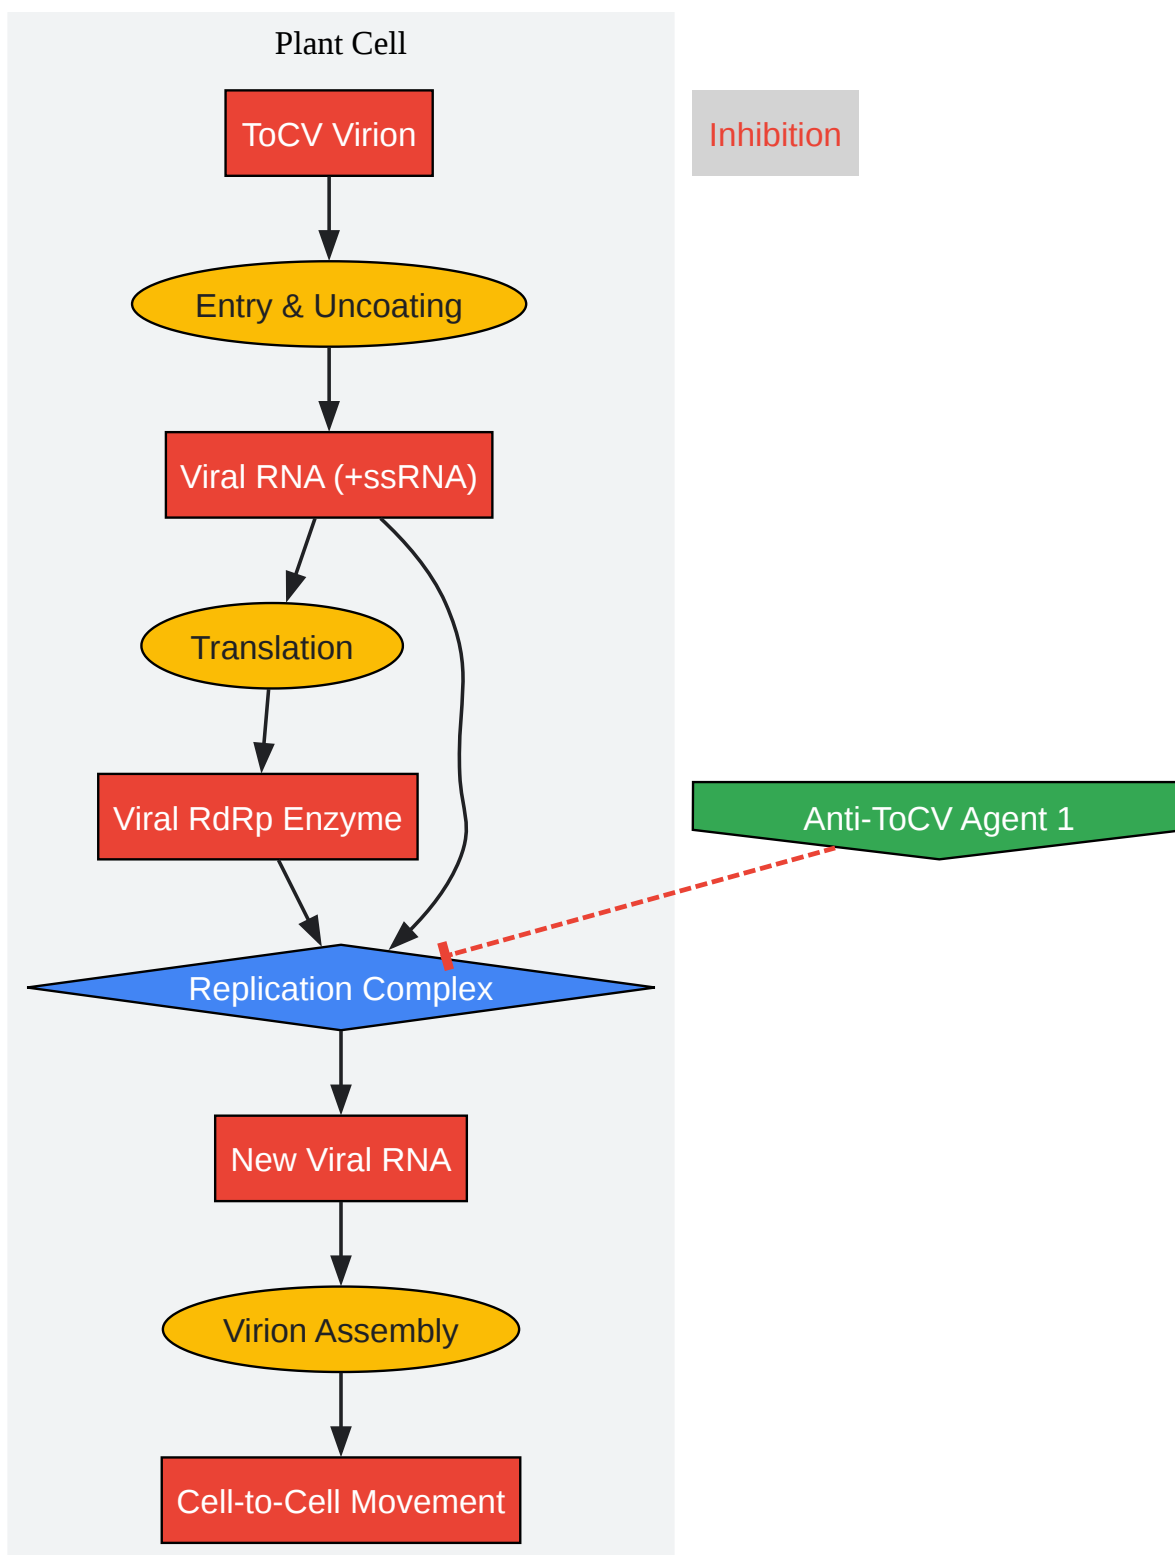 Plant Cell
ToCV Virion
Inhibition
Entry & Uncoating
Viral RNA (+ssRNA)
Translation
Viral RdRp Enzyme
Anti-ToCV Agent 1
Replication Complex
New Viral RNA
Virion Assembly
Cell-to-Cell Movement